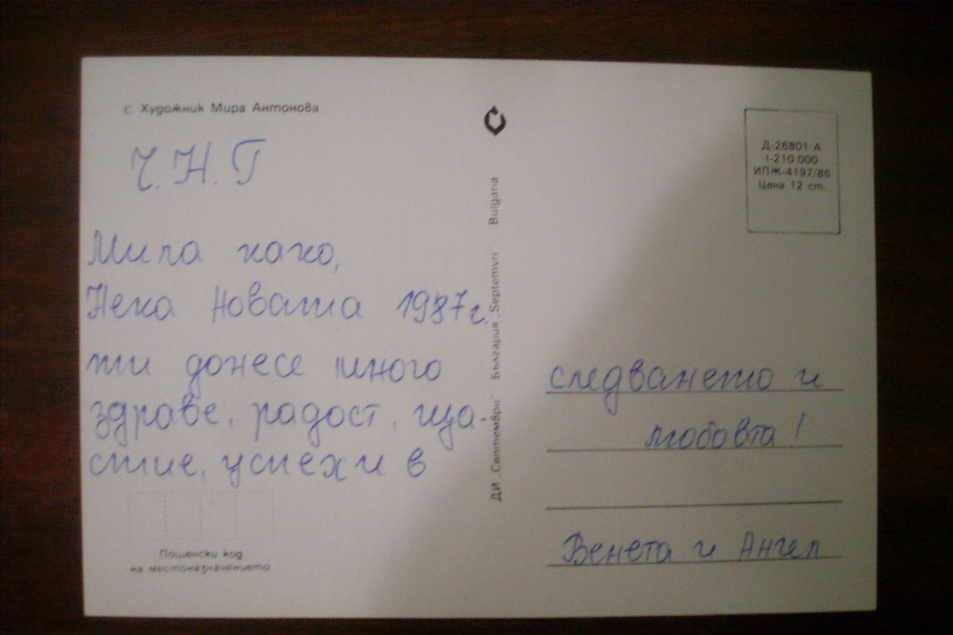 с. Художник Мира Антонова
Ч.Н.Г
Мила како,
Нека Новата 1987г.
ти донесе много
здраве, радост, ща-
стие, успехи в
Пощенски код
на местоназначението
ДИ „Септември" България „Septemvri" Bulgaria
Д-26801-А
1-210 000
ИПЖ-4197/86
Цена 12 ст.
следването и
любовта!
Венета и Ангел